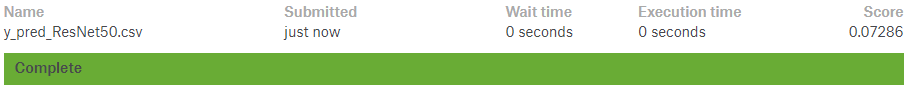 Name Submitted Wait time Execution time Score
y_pred_ResNet50.csv just now 0 seconds 0 seconds 0.07286
Complete